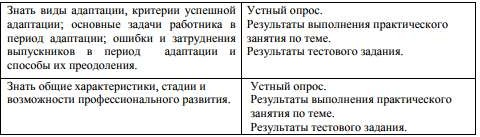 Знать виды адаптации, критерии успешной
адаптации; основные задачи работника в
период адаптации; ошибки и затруднения
выпускников в период адаптации и
способы их преодоления.
Устный опрос.
Результаты выполнения практического
занятия по теме.
Результаты тестового задания.
Знать общие характеристики, стадии и
возможности профессионального развития.
Устный опрос.
Результаты выполнения практического
занятия по теме.
Результаты тестового задания.